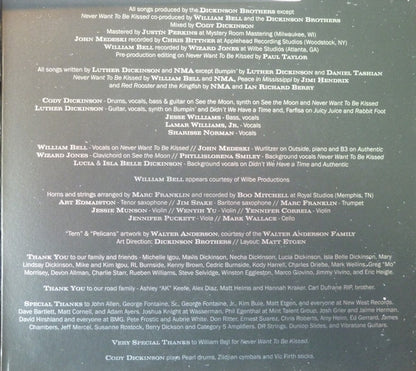 All songs produced by the DICKINSON BROTHERS except
Never Want To Be Kissed co-produced by WILLIAM BELL and the DICKINSON BROTHERS
Mixed by CODY DICKINSON
Mastered by JUSTIN PERKINS at Mystery Room Mastering (Milwaukee, WI)
JOHN MEDESKI recorded by CHRIS BITTNER at Applehead Recording Studios (Woodstock, NY)
WILLIAM BELL recorded by WIZARD JONES at Wilbe Studios (Atlanta, GA)
Pre-production editing on Never Want To Be Kissed by PAUL TAYLOR
All songs written by LUTHER DICKINSON and NMA except Bumpin' by LUTHER DICKINSON and DANIEL TASHIAN
Never Want To Be Kissed by WILLIAM BELL and NMA, Peace in Mississippi by JIMI HENDRIX
and Red Rooster and the Kingfish by NMA and IAN RICHARD BERRY
CODY DICKINSON - Drums, vocals, bass & guitar on See the Moon, synth on See the Moon and Never Want To Be Kissed
LUTHER DICKINSON - Guitar, vocals, synth on Bumpin' and Didn't We Have a Time and, Farfisa on Juicy Juice and Rabbit Foot
JESSE WILLIAMS - Bass, vocals
LAMAR WILLIAMS, JR. - Vocals
SHARISSE NORMAN - Vocals
WILLIAM BELL - Vocals on Never Want To Be Kissed // JOHN MEDESKI - Wurlitzer on Outside, piano and B3 on Authentic
WIZARD JONES - Clavichord on See the Moon // PHYLLISLORENA SMILEY - Background vocals Never Want To Be Kissed
LUCIA & ISLA BELLE DICKINSON - Background vocals on Didn't We Have a Time and Authentic
WILLIAM BELL appears courtesy of Wilbe Productions
Horns and strings arranged by MARC FRANKLIN and recorded by BOO MITCHELL at Royal Studios (Memphis, TN)
ART EDMAISTON - Tenor saxophone // JIM SPAKE - Baritone saxophone // MARC FRANKLIN - Trumpet
JESSIE MUNSON - Violin // WENYIH YU - Violin // YENNIFER CORREIA - Violin
JENNIFER PUCKETT - Viola // MARK WALLACE - Cello
"Tern" & "Pelicans" artwork by WALTER ANDERSON, courtesy of the WALTER ANDERSON FAMILY
Art Direction: DICKINSON BROTHERS // Layout: MATT ETGEN
THANK YOU to our family and friends - Michelle Igou, Mailis Dickinson, Necha Dickinson, Lucia Dickinson, Isla Belle Dickinson, Mary
Lindsay Dickinson, Mike and Kim Igou, RL Burnside, Kenny Brown, Cedric Burnside, Kody Harrell, Charles Griebe, Mark Wellins, Greg "Mo"
Morrisey, Devon Allman, Charlie Starr, Rueben Williams, Steve Selvidge, Winston Eggleston, Marco Giovino, Jimmy Vivino, and Eric Heigle.
THANK YOU to our road family - Ashley "AK" Keefe, Alex Diaz, Matt Helms and Hannah Kraker. Carl Dufrane RIP, brother.
SPECIAL THANKS to John Allen, George Fontaine, Sr., George Fontaine, Jr., Kim Buie, Matt Etgen, and everyone at New West Records.
Dave Bartlett, Matt Cornell, and Adam Ayers. Joshua Knight at Wasserman. Phil Egenthal at Mint Talent Group, Josh Grier and Jaime Herman.
David Hirshland and everyone at BMG. Pete Frostic and Aubrie White. Don Ritter. Ernest Suarez, Chris Roberts, Amy Helm, Ed Gerrard, James
Chambers, Jeff Mercel, Susanne Rostock, Berry Dickson and Category 5 Amplifiers. DR Strings, Dunlop Slides, and Vibratone Guitars.
VERY SPECIAL THANKS to William Bell for Never Want To Be Kissed.
CODY DICKINSON plays Pearl drums, Zildjian cymbals and Vic Firth sticks.